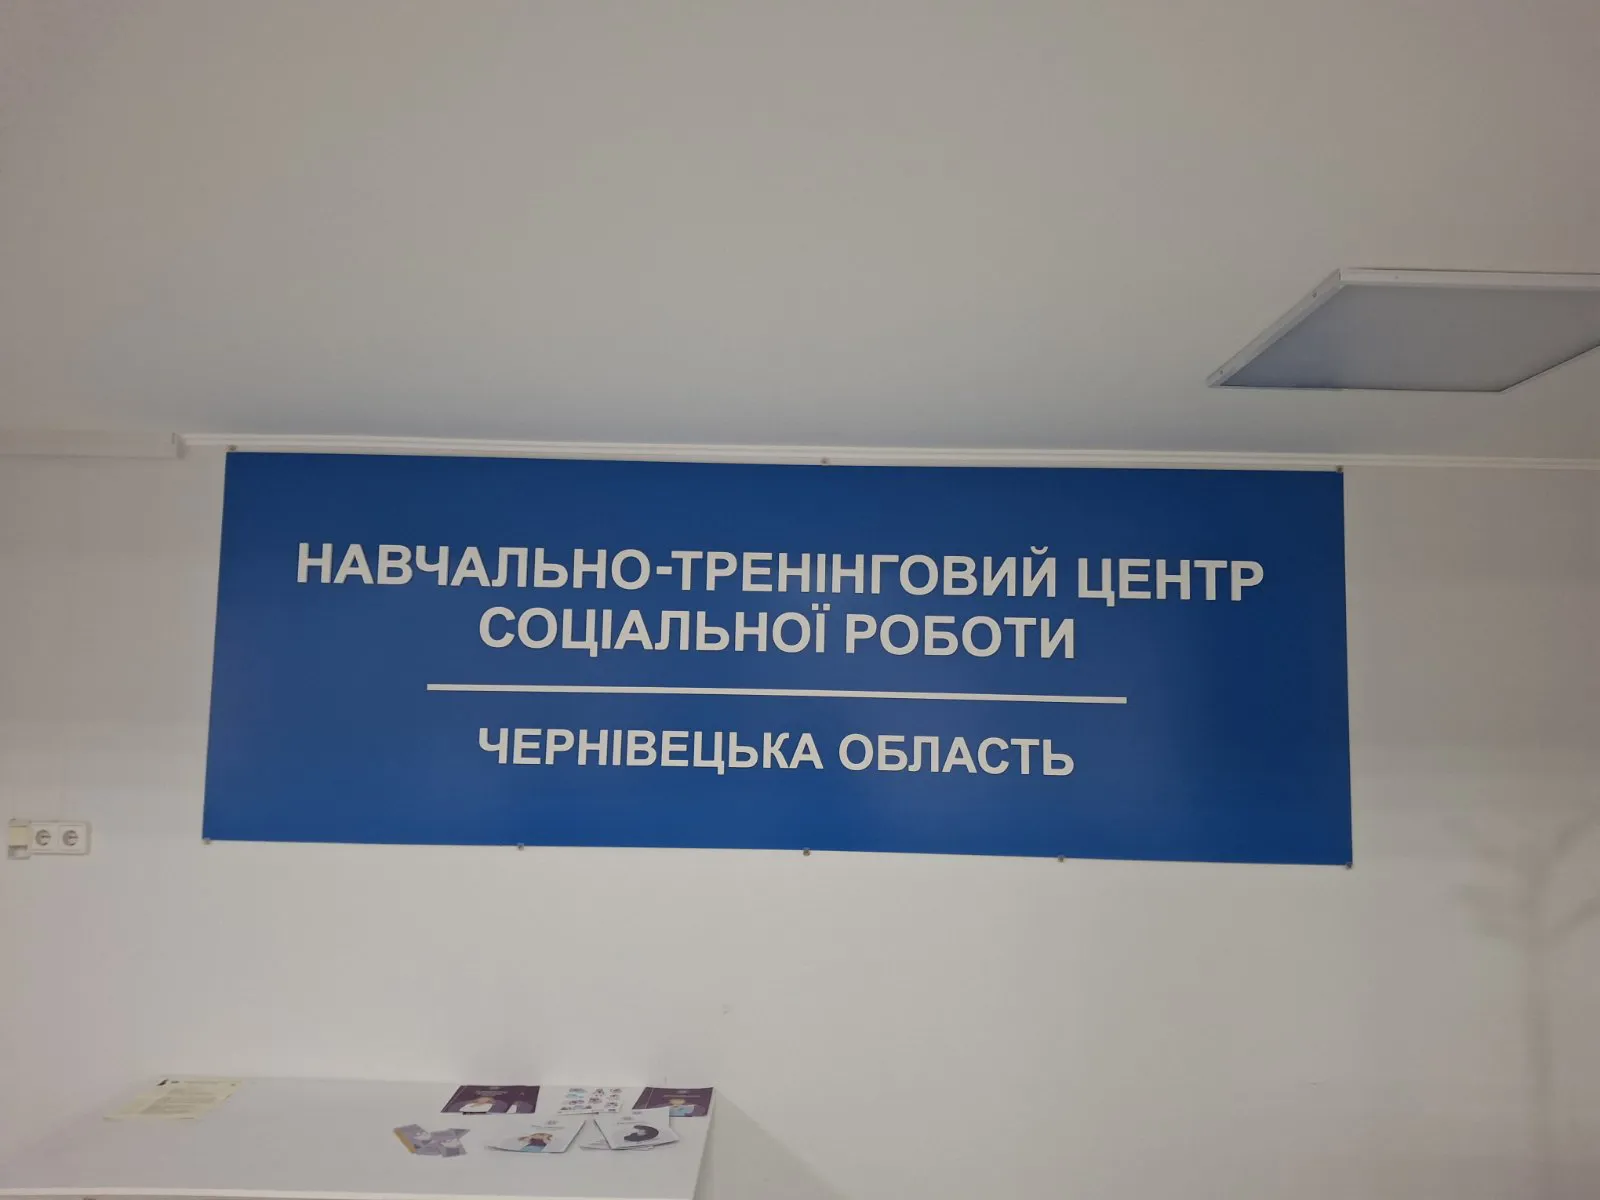 НАВЧАЛЬНО-ТРЕНІНГОВИЙ ЦЕНТР
СОЦІАЛЬНОЇ РОБОТИ
ЧЕРНІВЕЦЬКА ОБЛАСТЬ